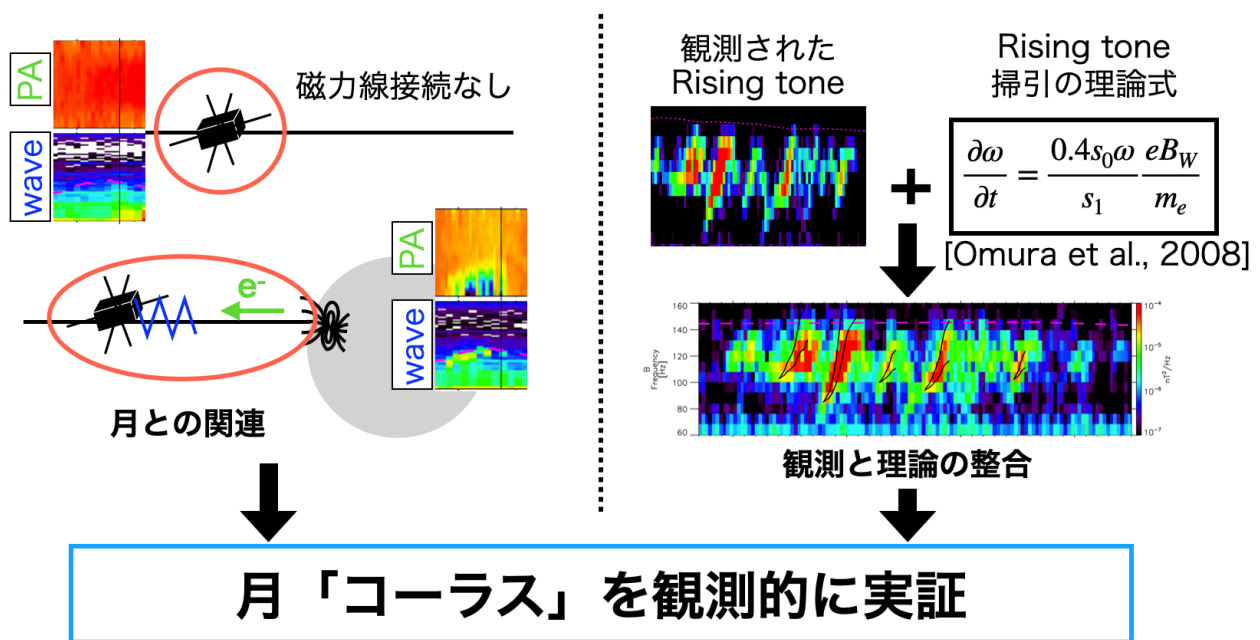 PA
wave
磁力線接続なし
e-
PA
wave
月との関連
観測された
Rising tone
Rising tone
掃引の理論式
+
∂ω/∂t = 0.4s₀ω/s₁ eB_W/mₑ
[Omura et al., 2008]
B
Frequency
[Hz]
160
140
120
100
80
60
10⁻⁴
10⁻⁵
10⁻⁶
10⁻⁷
nT²/Hz
観測と理論の整合
月「コーラス」を観測的に実証